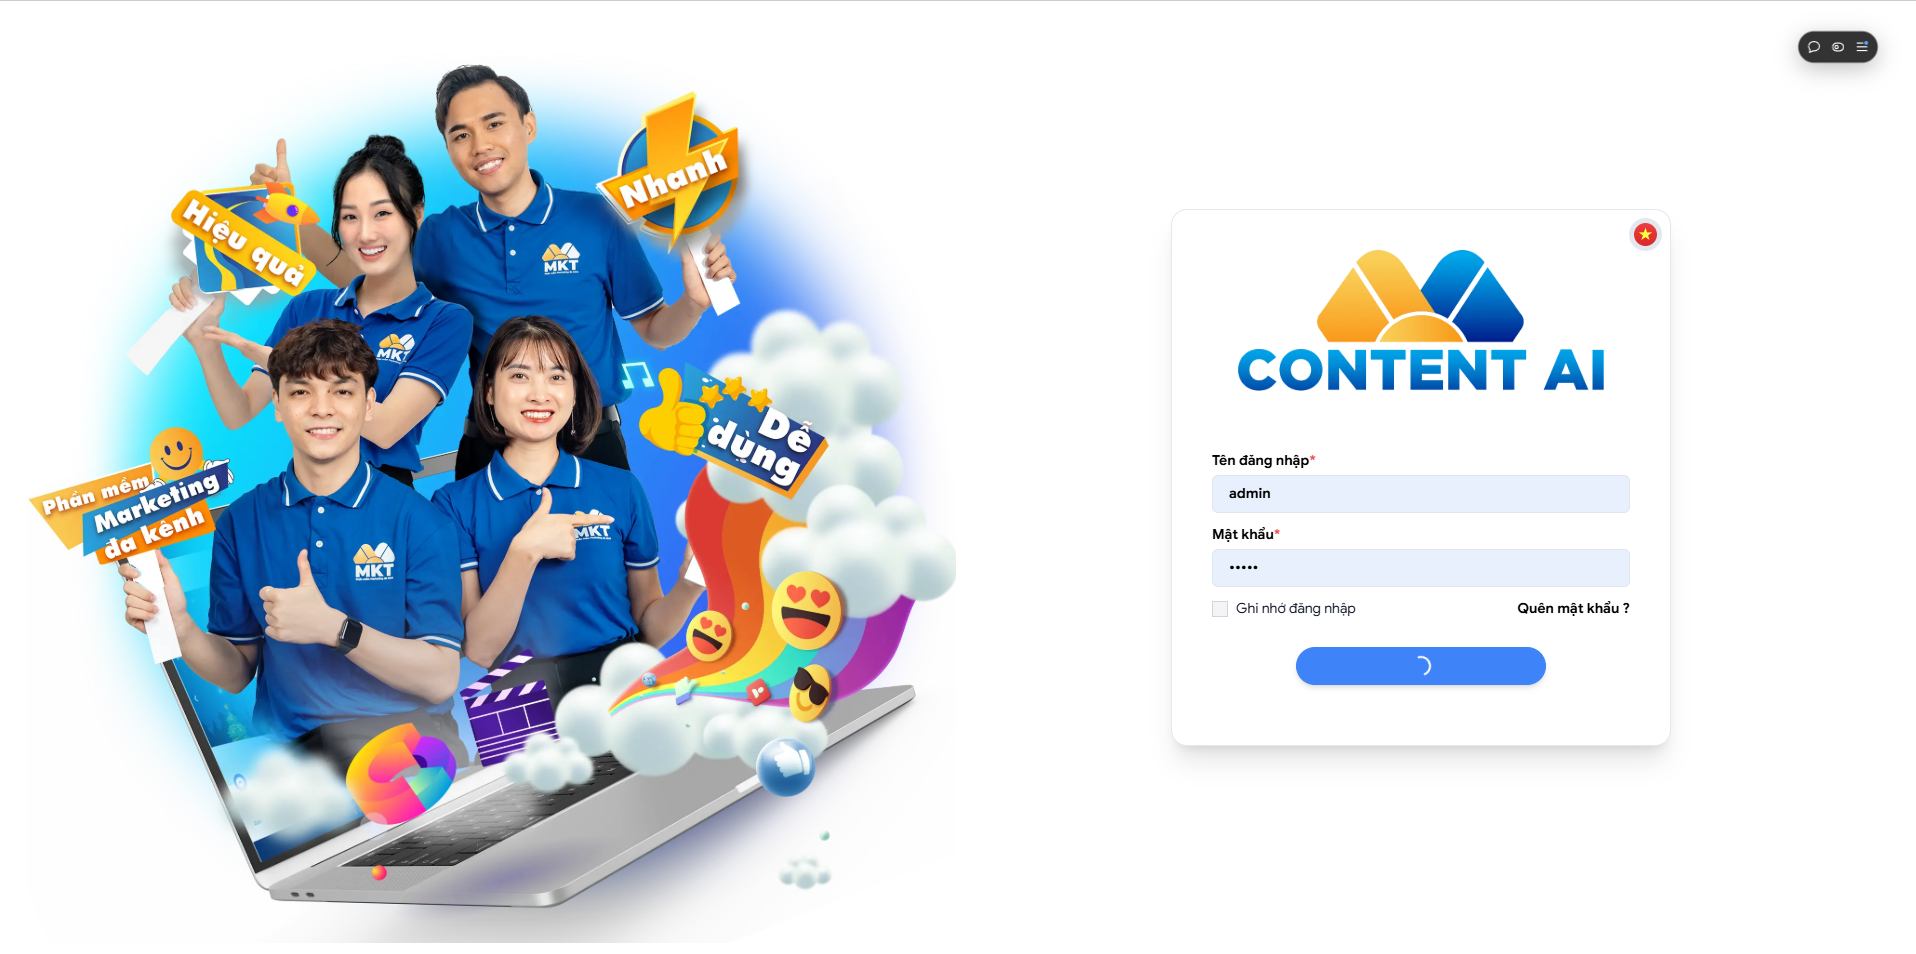 Nhanh
Hiệu quả
MKT
MKT
Dễ
dụng
Phần mềm
Marketing
đa kênh
MKT
MKT
CONTENT AI
Tên đăng nhập*
admin
Mật khẩu*
•••••
Ghi nhớ đăng nhập
Quên mật khẩu ?